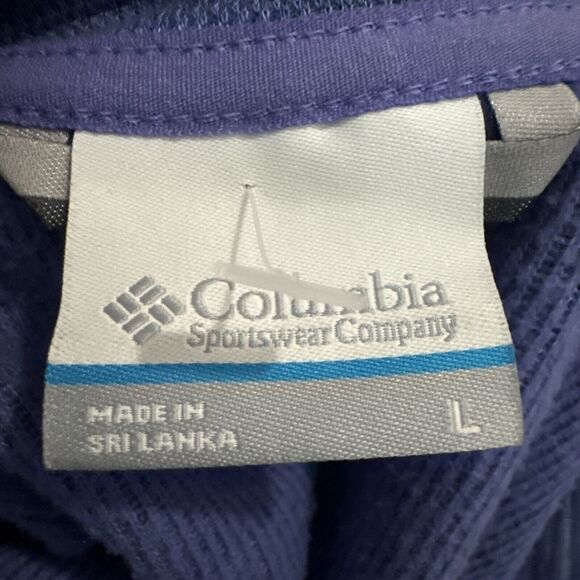 Columbia
Sportswear Company
MADE IN
SRI LANKA
L